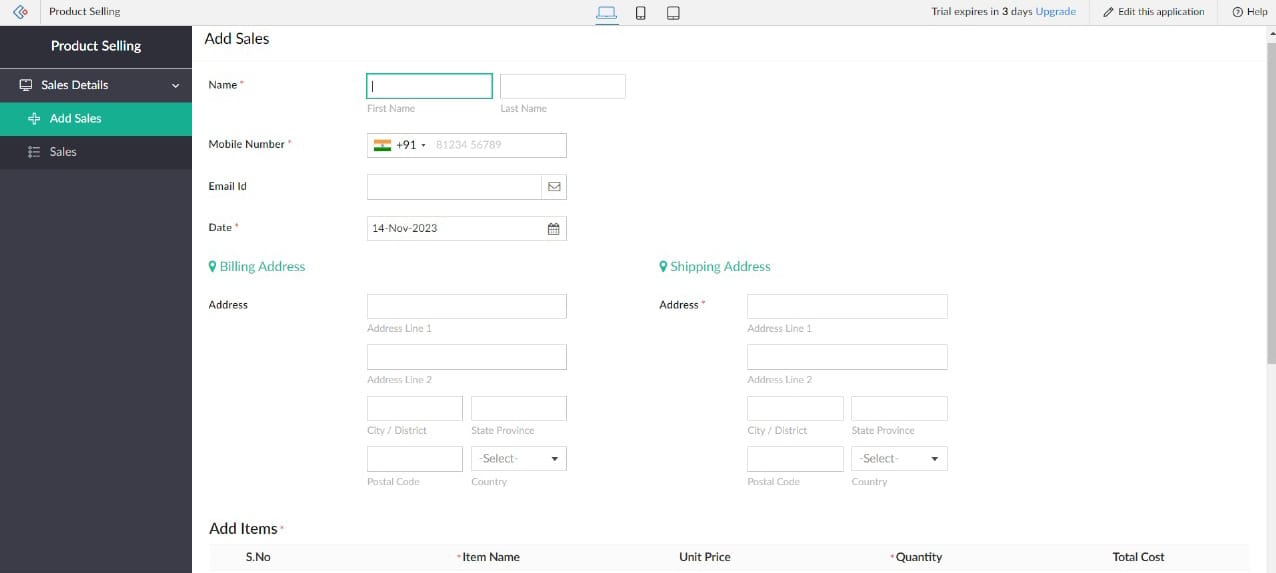 Product Selling
Trial expires in 3 days Upgrade
Edit this application
Help
Product Selling
Sales Details
Add Sales
Sales
Add Sales
Name *
First Name
Last Name
Mobile Number *
+91 81234 56789
Email Id
Date *
14-Nov-2023
Billing Address
Address
Address Line 1
Address Line 2
City / District
State Province
-Select-
Postal Code
Country
Shipping Address
Address *
Address Line 1
Address Line 2
City / District
State Province
-Select-
Postal Code
Country
Add Items *
S.No * Item Name Unit Price * Quantity Total Cost